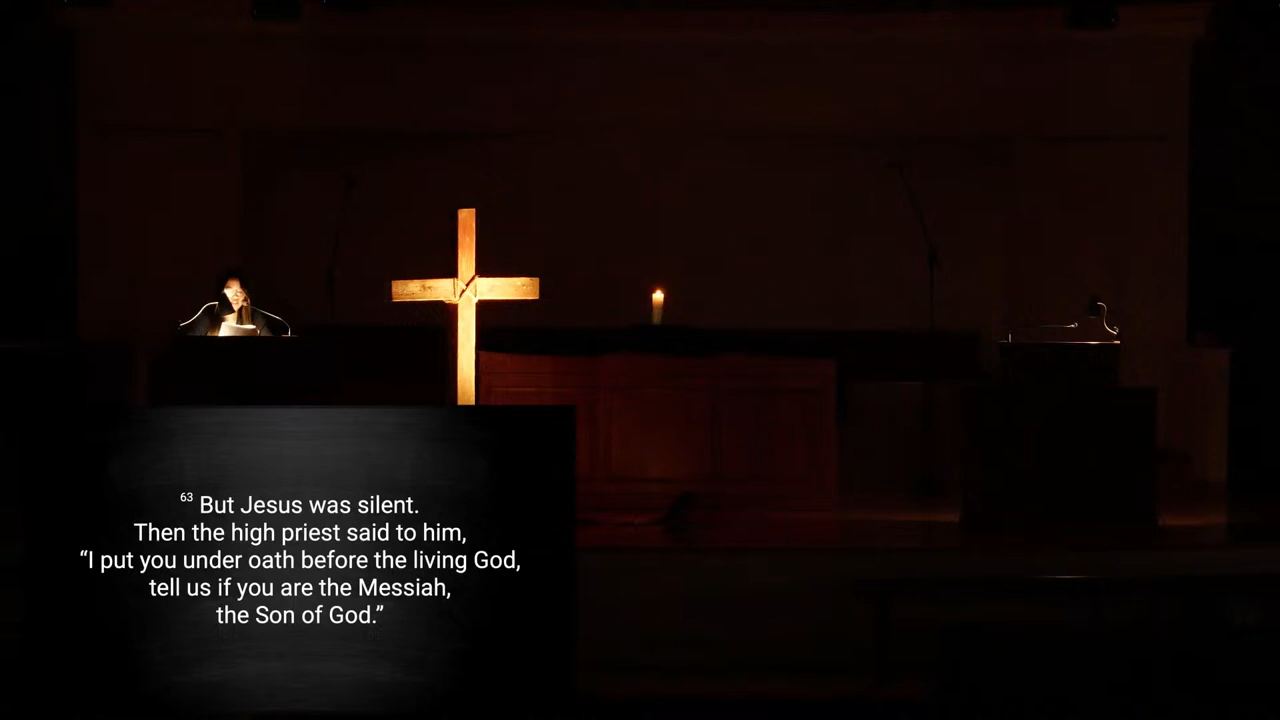 63 But Jesus was silent.
Then the high priest said to him,
“I put you under oath before the living God,
tell us if you are the Messiah,
the Son of God.”